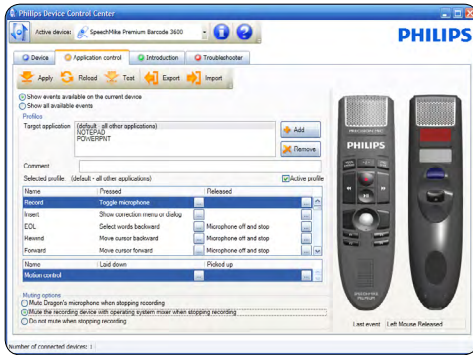 Philips Device Control Center
Active device: SpeechMike Premium Barcode 3600
PHILIPS
Device Application control Introduction Troubleshooter
Apply Reload Test Export Import
Show events available on the current device
Show all available events
Profiles
Target application (default - all other applications)
NOTEPAD
POWERPNT
Add
Remove
Comment
Selected profile (default - all other applications) Active profile
Name Pressed Released
Record Toggle microphone
Insert Show correction menu or dialog
EOL Select words backward Microphone off and stop
Rewind Move cursor backward Microphone off and stop
Forward Move cursor forward Microphone off and stop
Name Laid down Picked up
Motion control
Muting options
Mute Dragon's microphone when stopping recording
Mute the recording device with operating system mixer when stopping recording
Do not mute when stopping recording
PHILIPS
Last event Left Mouse Released
Number of connected devices: 1